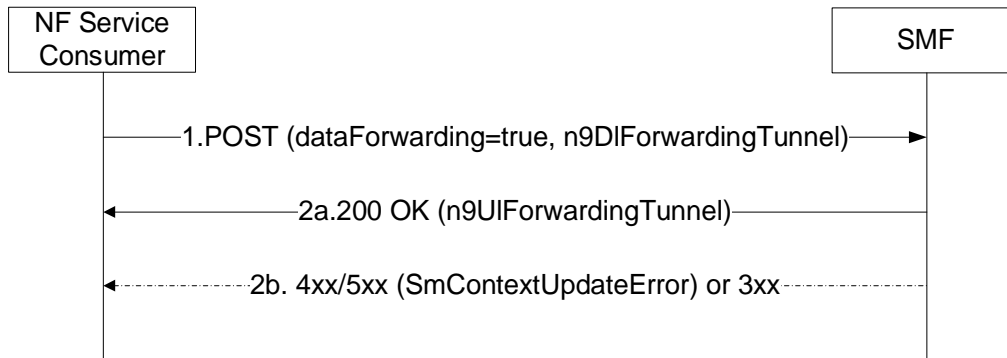 NF Service
Consumer
SMF
1.POST (dataForwarding=true, n9DlForwardingTunnel)
2a.200 OK (n9UlForwardingTunnel)
2b. 4xx/5xx (SmContextUpdateError) or 3xx